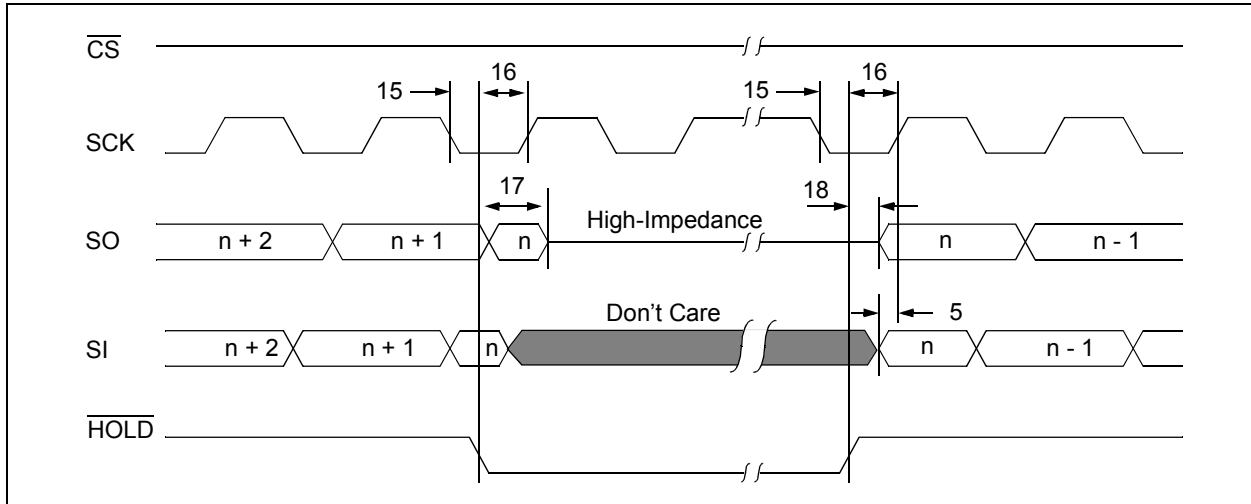 CS
16
16
15
15
SCK
17
18
High-Impedance
SO
n + 2
n + 1
n
n
n - 1
Don't Care
5
SI
n + 2
n + 1
n
n
n - 1
HOLD